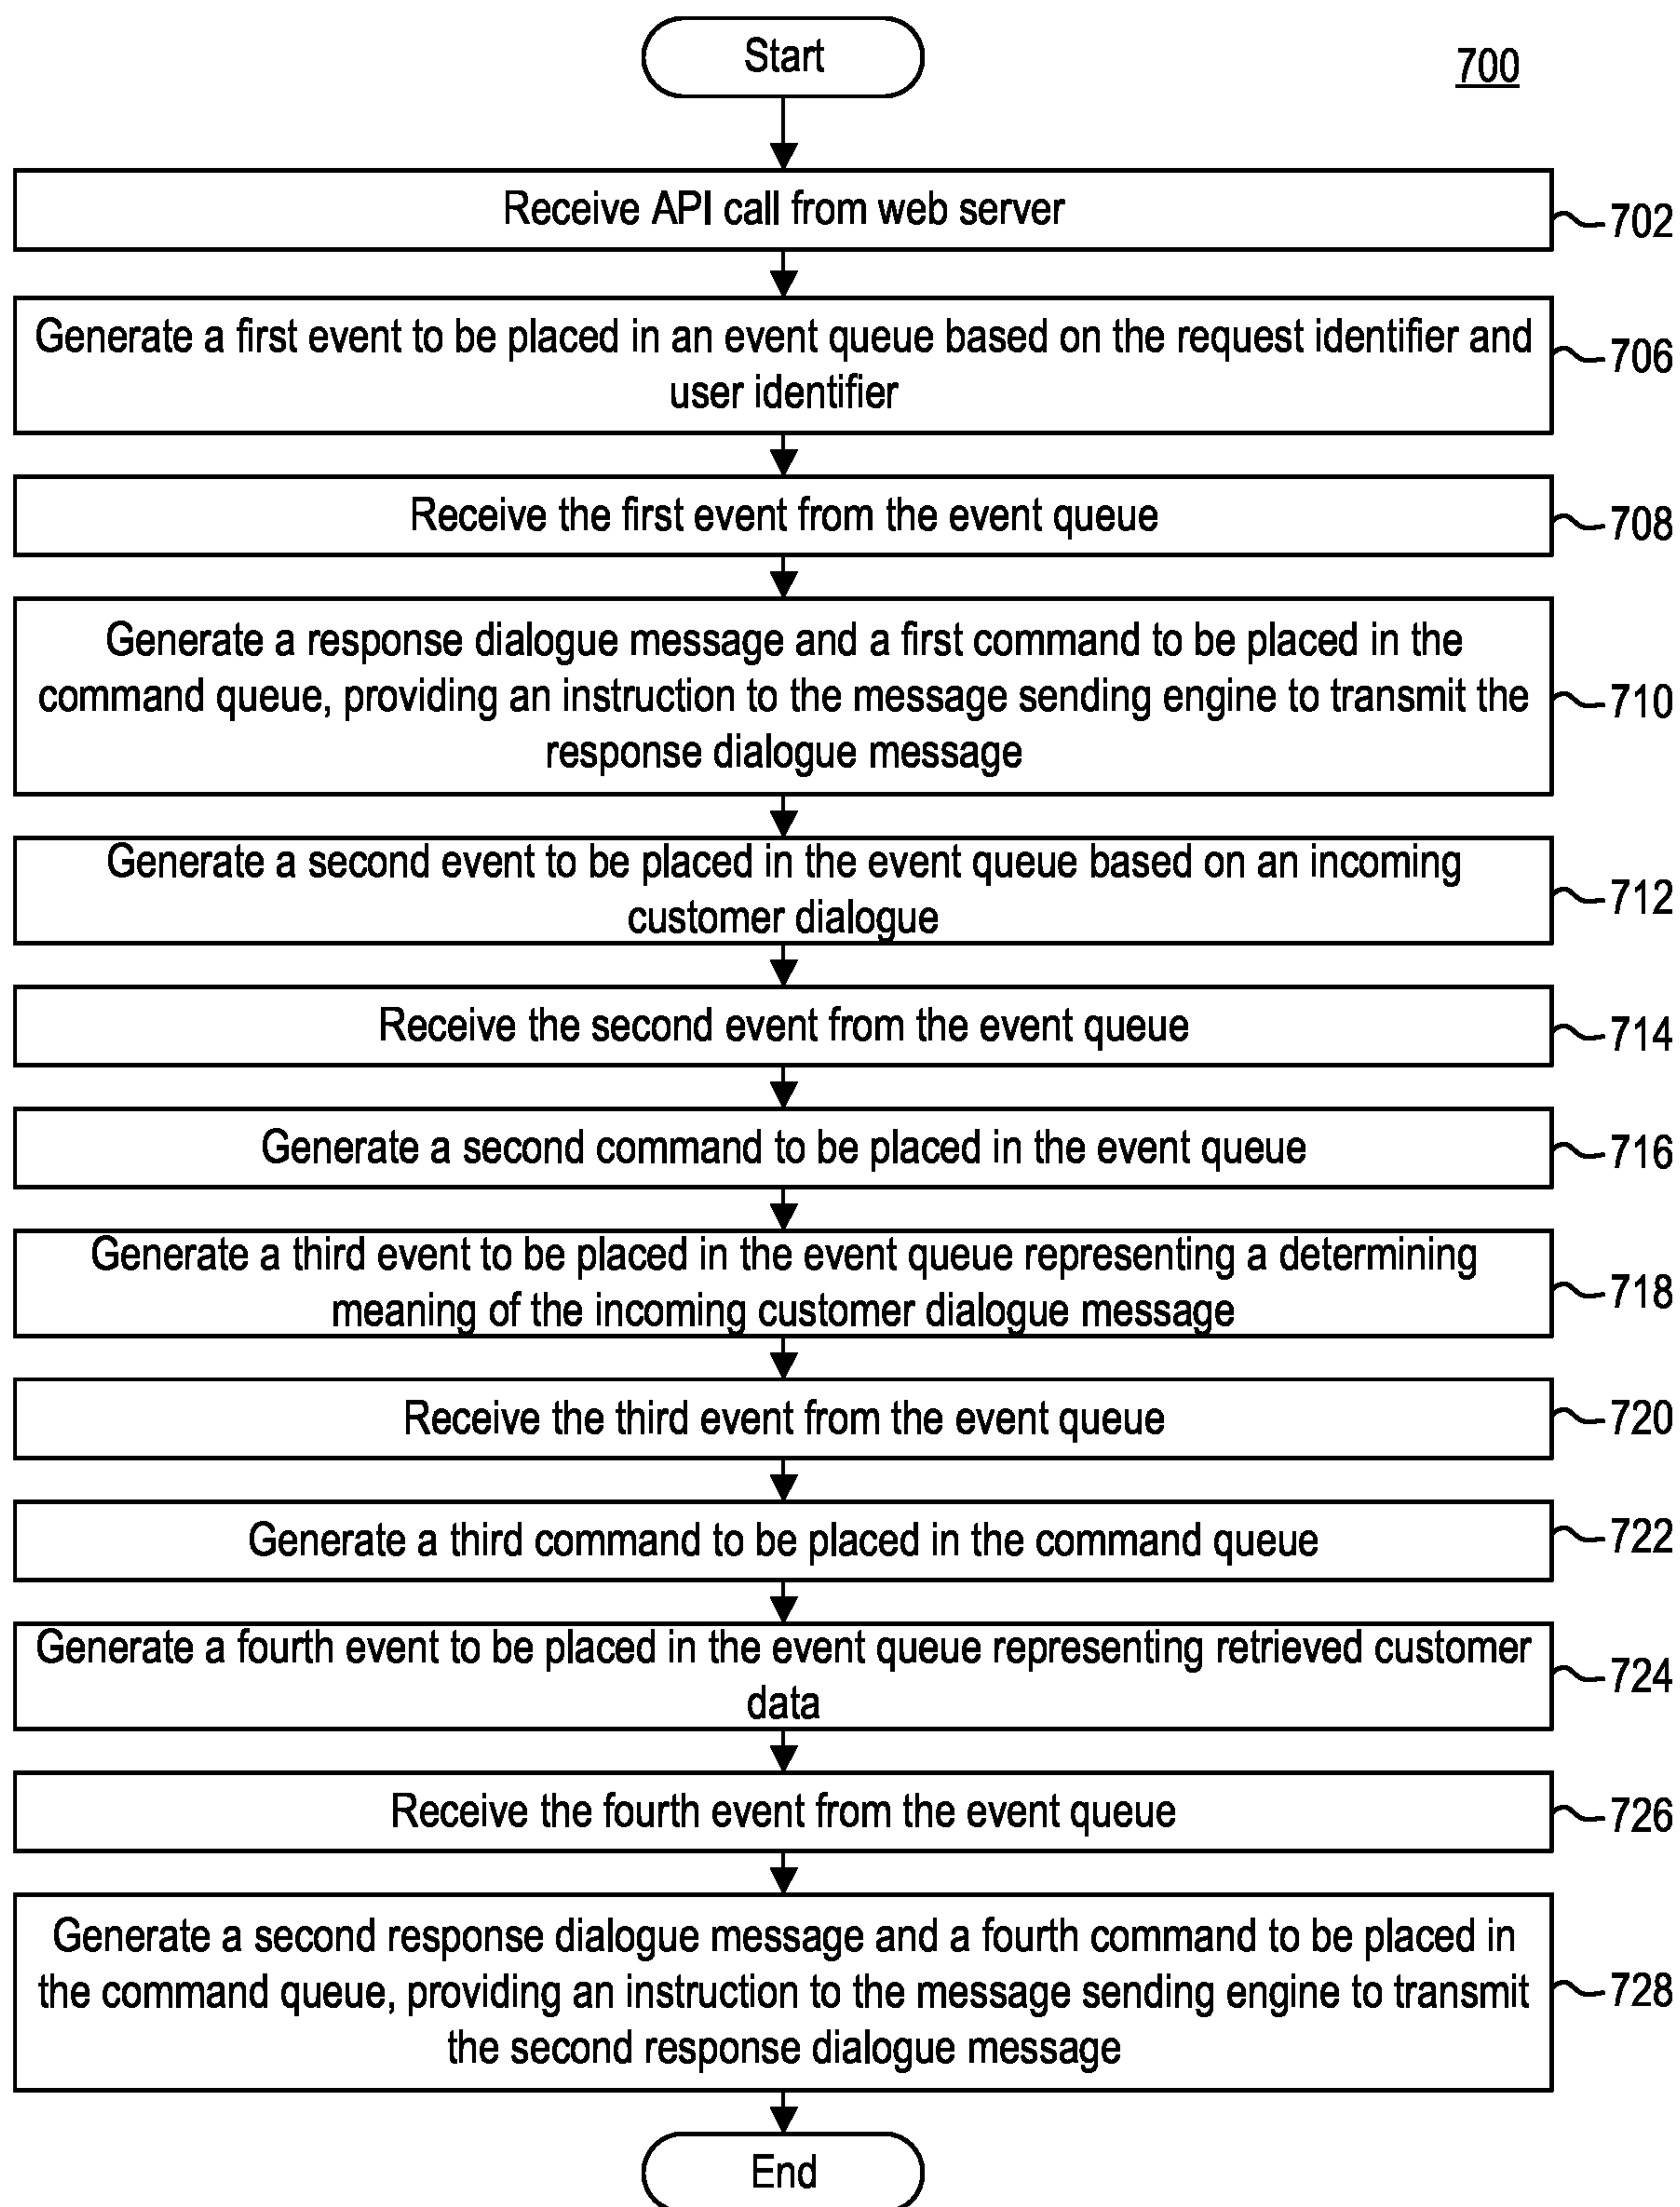 Start
700
Receive API call from web server
702
Generate a first event to be placed in an event queue based on the request identifier and
user identifier
706
Receive the first event from the event queue
708
Generate a response dialogue message and a first command to be placed in the
command queue, providing an instruction to the message sending engine to transmit the
response dialogue message
710
Generate a second event to be placed in the event queue based on an incoming
customer dialogue
712
Receive the second event from the event queue
714
Generate a second command to be placed in the event queue
716
Generate a third event to be placed in the event queue representing a determining
meaning of the incoming customer dialogue message
718
Receive the third event from the event queue
720
Generate a third command to be placed in the command queue
722
Generate a fourth event to be placed in the event queue representing retrieved customer
data
724
Receive the fourth event from the event queue
726
Generate a second response dialogue message and a fourth command to be placed in
the command queue, providing an instruction to the message sending engine to transmit
the second response dialogue message
728
End